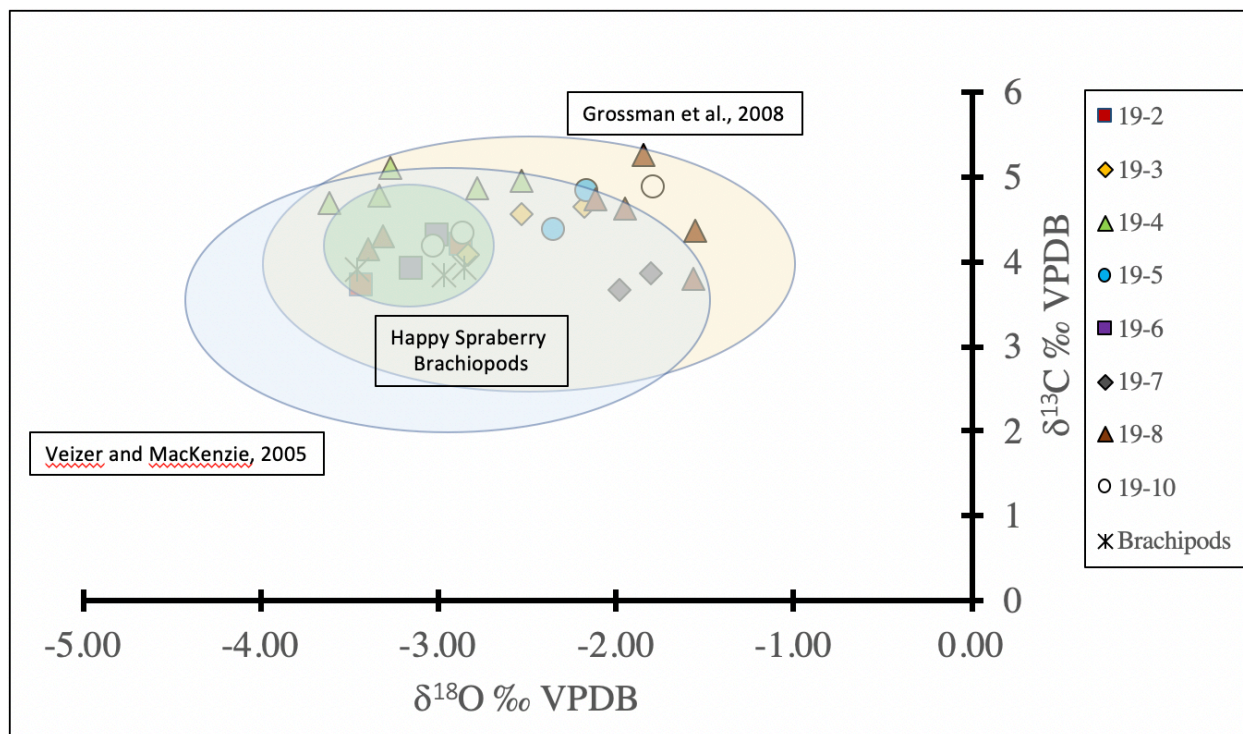 Grossman et al., 2008
Happy Spraberry
Brachiopods
Veizer and MacKenzie, 2005
6
5
4
3
2
1
0
δ¹³C ‰ VPDB
-5.00 -4.00 -3.00 -2.00 -1.00 0.00
δ¹⁸O ‰ VPDB
19-2
19-3
19-4
19-5
19-6
19-7
19-8
19-10
Brachipods